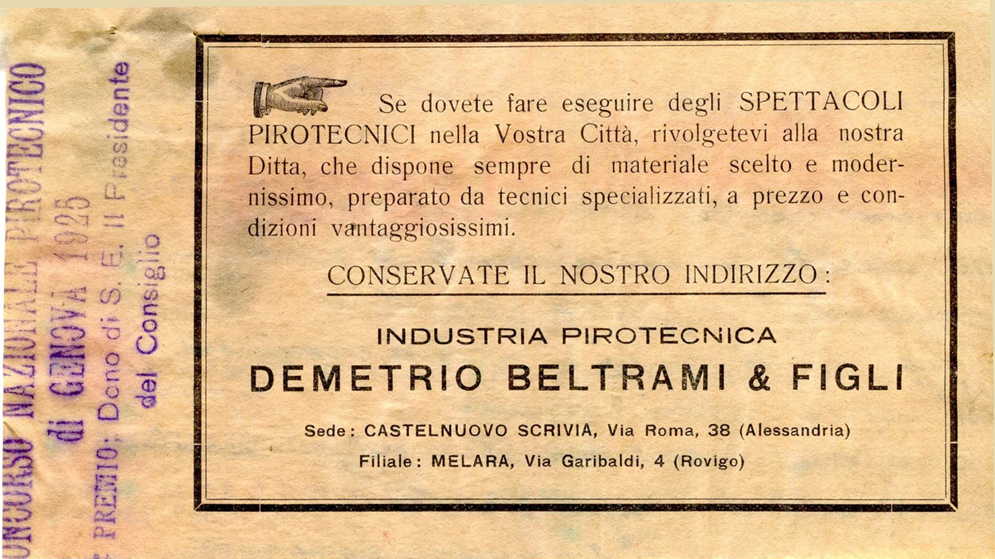 Se dovete fare eseguire degli SPETTACOLI
PIROTECNICI nella Vostra Città, rivolgetevi alla nostra
Ditta, che dispone sempre di materiale scelto e moder-
nissimo, preparato da tecnici specializzati, a prezzo e con-
dizioni vantaggiosissimi.
CONSERVATE IL NOSTRO INDIRIZZO :
INDUSTRIA PIROTECNICA
DEMETRIO BELTRAMI & FIGLI
Sede : CASTELNUOVO SCRIVIA, Via Roma, 38 (Alessandria)
Filiale : MELARA, Via Garibaldi, 4 (Rovigo)
NAZIONALE PIROTECNICO
di GENOVA 1925
PREMIO; Dono di S. E. Il Presidente
del Consiglio